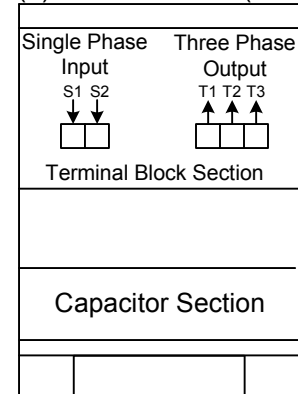 Single Phase Three Phase
Input Output
S1 S2 T1 T2 T3
Terminal Block Section
Capacitor Section